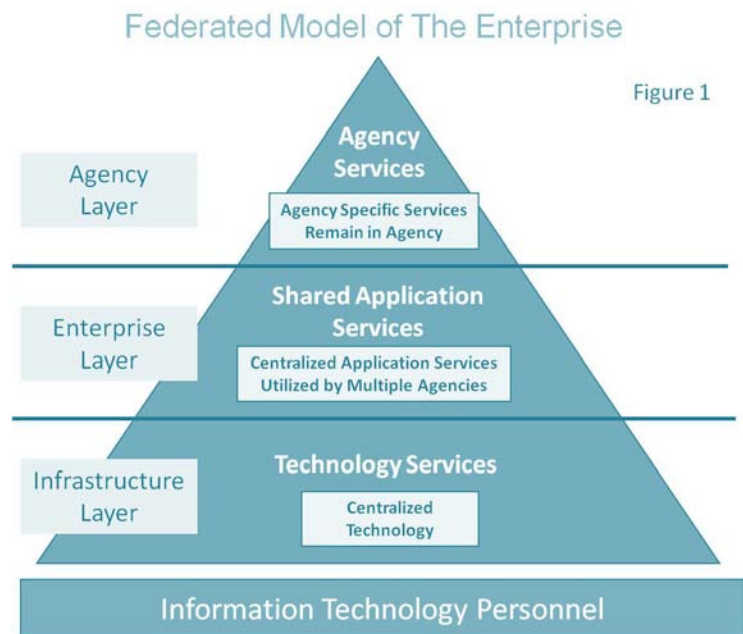 Federated Model of The Enterprise
Figure 1
Agency
Layer
Agency
Services
Agency Specific Services
Remain in Agency
Enterprise
Layer
Shared Application
Services
Centralized Application Services
Utilized by Multiple Agencies
Infrastructure
Layer
Technology Services
Centralized
Technology
Information Technology Personnel